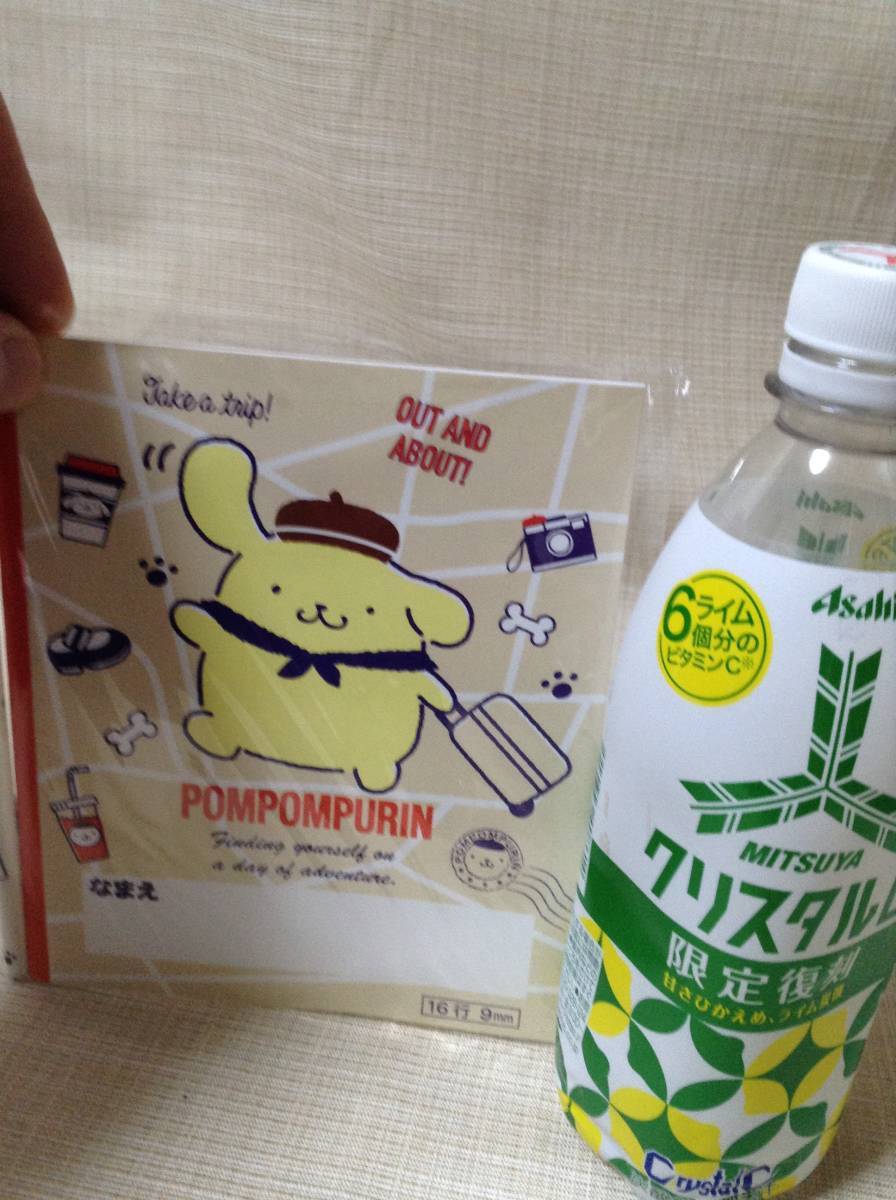 Take a trip!
OUT AND
ABOUT!
POMPOMPURIN
Finding yourself on
a day of adventure.
POMPOMPURIN
なまえ
16行 9mm
6ライム
個分の
ビタミンC※
Asahi
MITSUYA
クリスタル
限定復刻
甘さひかえめ、ライム
Crystal